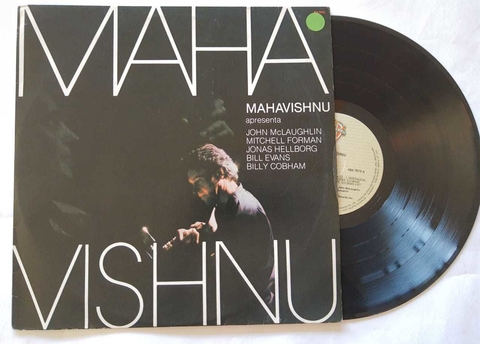 MAHA
MAHAVISHNU
apresenta
JOHN McLAUGHLIN
MITCHELL FORMAN
JONAS HELLBORG
BILL EVANS
BILLY COBHAM
VISHNU